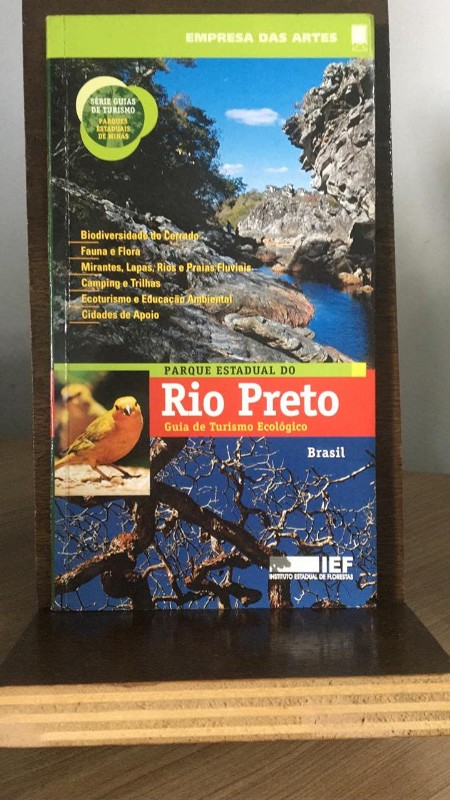 EMPRESA DAS ARTES
SÉRIE GUIAS
DE TURISMO
PARQUES
ESTADUAIS
DE MINAS
Biodiversidade do Cerrado
Fauna e Flora
Mirantes, Lapas, Rios e Praias Fluviais
Camping e Trilhas
Ecoturismo e Educação Ambiental
Cidades de Apoio
PARQUE ESTADUAL DO
Rio Preto
Guia de Turismo Ecológico
Brasil
IEF
INSTITUTO ESTADUAL DE FLORESTAS